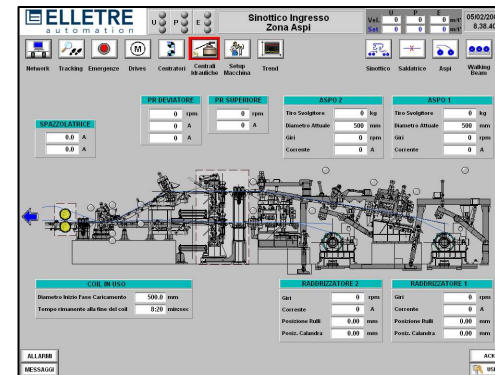 ELLETRE
automation
U P E
Sinottico Ingresso
Zona Aspi
U P E
Vel. 0 0 0 m/1'
Set 0 0 0 m/1'
05/02/200
8.38.40
Network Tracking Emergenze Drives Centratori Centrali Idrauliche Setup Macchina Trend Sinottico Saldatrice Aspi Walking Beam
M
PR DEVIATORE
0 rpm
0 A
0 A
PR SUPERIORE
0 rpm
0 A
ASPO 2
Tiro Svolgitore 0 kg
Diametro Attuale 500 mm
Giri 0 rpm
Corrente 0 A
ASPO 1
Tiro Svolgitore 0 kg
Diametro Attuale 500 mm
Giri 0 rpm
Corrente 0 A
SPAZZOLATRICE
0.0 A
0.0 A
COIL IN USO
Diametro Inizio Fase Caricamento 500.0 mm
Tempo rimanente alla fine del coil 8:20
RADDRIZZATORE 2
Giri 0 rpm
Corrente 0 A
Posizione Rulli 0.00 mm
Posiz. Calandra 0.00 mm
RADDRIZZATORE 1
Giri 0 rpm
Corrente 0 A
Posizione Rulli 0.00 mm
Posiz. Calandra 0.00 mm
ALLARMI
MESSAGGI
ACK